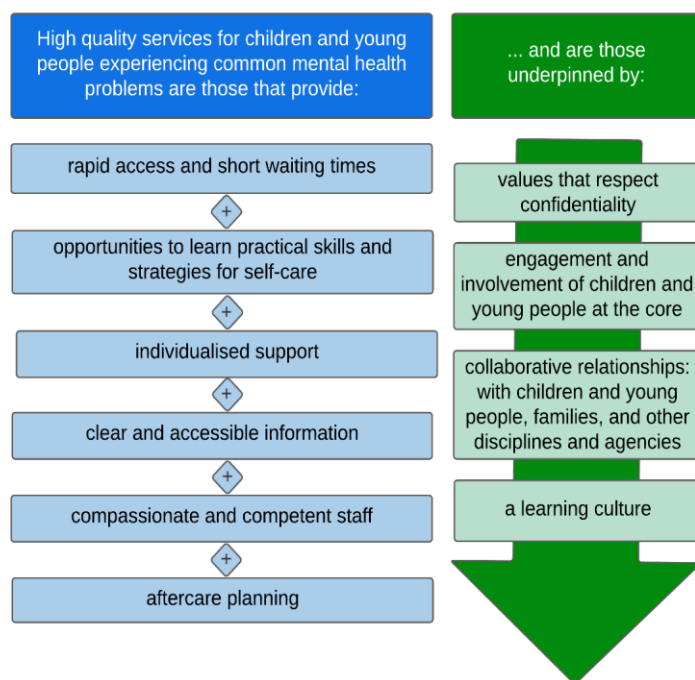 High quality services for children and young
people experiencing common mental health
problems are those that provide:
rapid access and short waiting times
+
opportunities to learn practical skills and
strategies for self-care
+
individualised support
+
clear and accessible information
+
compassionate and competent staff
+
aftercare planning
... and are those
underpinned by:
values that respect
confidentiality
engagement and
involvement of children and
young people at the core
collaborative relationships:
with children and young
people, families, and other
disciplines and agencies
a learning culture